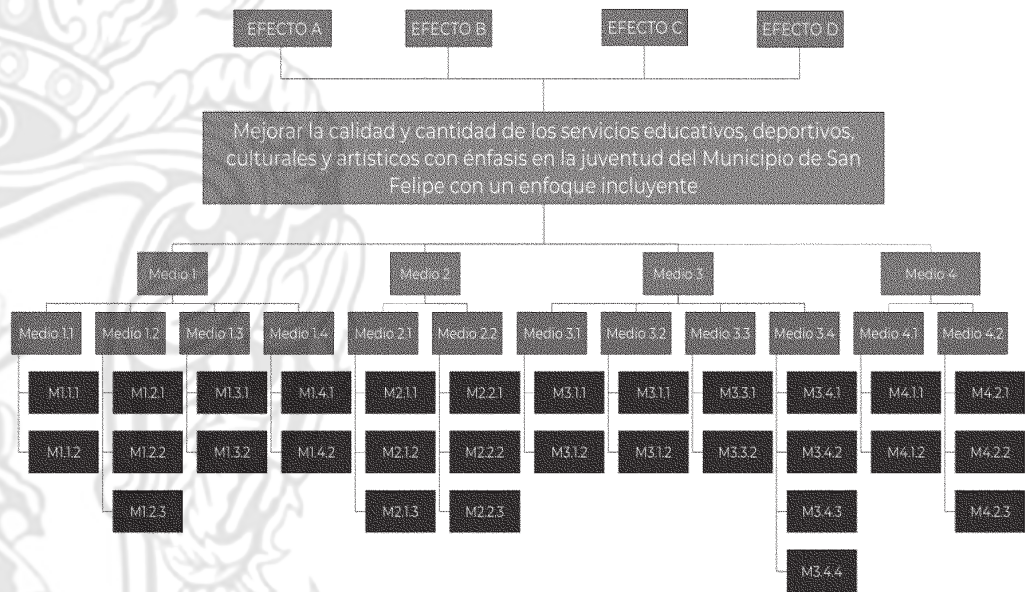 EFECTO A EFECTO B EFECTO C EFECTO D
Mejorar la calidad y cantidad de los servicios educativos, deportivos,
culturales y artísticos con énfasis en la juventud del Municipio de San
Felipe con un enfoque incluyente
Medio 1 Medio 2 Medio 3 Medio 4
Medio 1.1 Medio 1.2 Medio 1.3 Medio 1.4 Medio 2.1 Medio 2.2 Medio 3.1 Medio 3.2 Medio 3.3 Medio 3.4 Medio 4.1 Medio 4.2
M1.1.1 M1.2.1 M1.3.1 M1.4.1 M2.1.1 M2.2.1 M3.1.1 M3.1.1 M3.3.1 M3.4.1 M4.1.1 M4.2.1
M1.1.2 M1.2.2 M1.3.2 M1.4.2 M2.1.2 M2.2.2 M3.1.2 M3.1.2 M3.3.2 M3.4.2 M4.1.2 M4.2.2
M1.2.3 M2.1.3 M2.2.3 M3.4.3 M4.2.3
M3.4.4